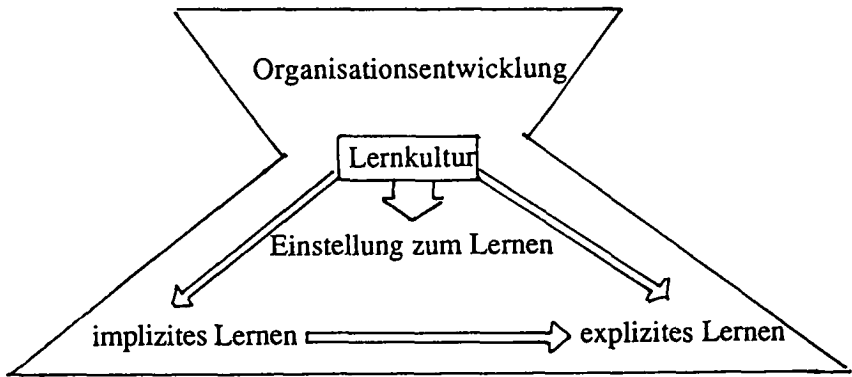 Organisationsentwicklung
Lernkultur
Einstellung zum Lernen
implizites Lernen explizites Lernen